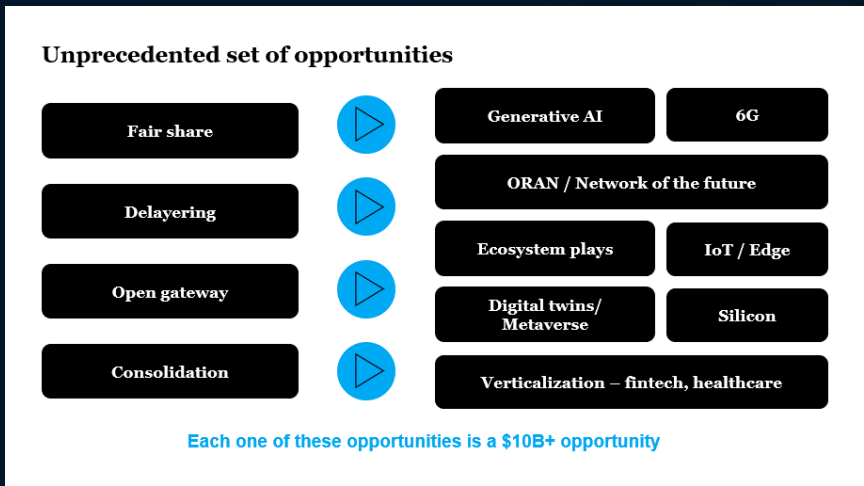 Unprecedented set of opportunities
Fair share
Delayering
Open gateway
Consolidation
Generative AI
6G
ORAN / Network of the future
Ecosystem plays
IoT / Edge
Digital twins/
Metaverse
Silicon
Verticalization – fintech, healthcare
Each one of these opportunities is a $10B+ opportunity